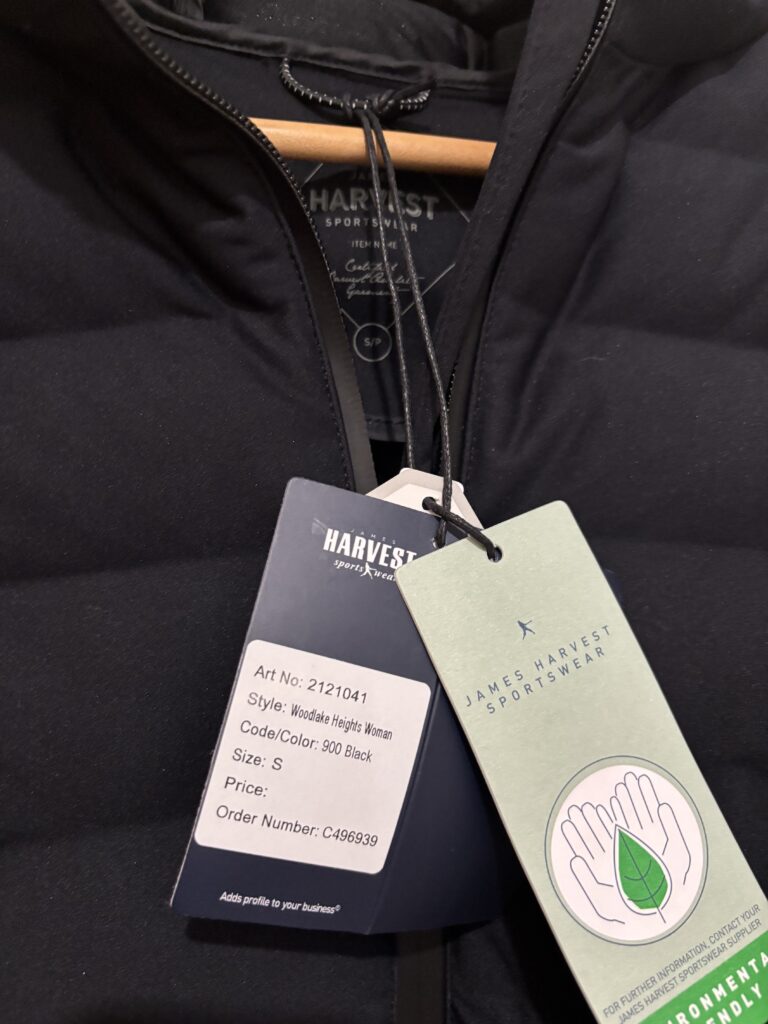 HARVEST
SPORTSWEAR
ITEM NAME
S/P
JAMES
HARVEST
sportswear
Art No: 2121041
Style: Woodlake Heights Woman
Code/Color: 900 Black
Size: S
Price:
Order Number: C496939
Adds profile to your business®
JAMES HARVEST
SPORTSWEAR
FOR FURTHER INFORMATION, CONTACT YOUR
JAMES HARVEST SPORTSWEAR SUPPLIER